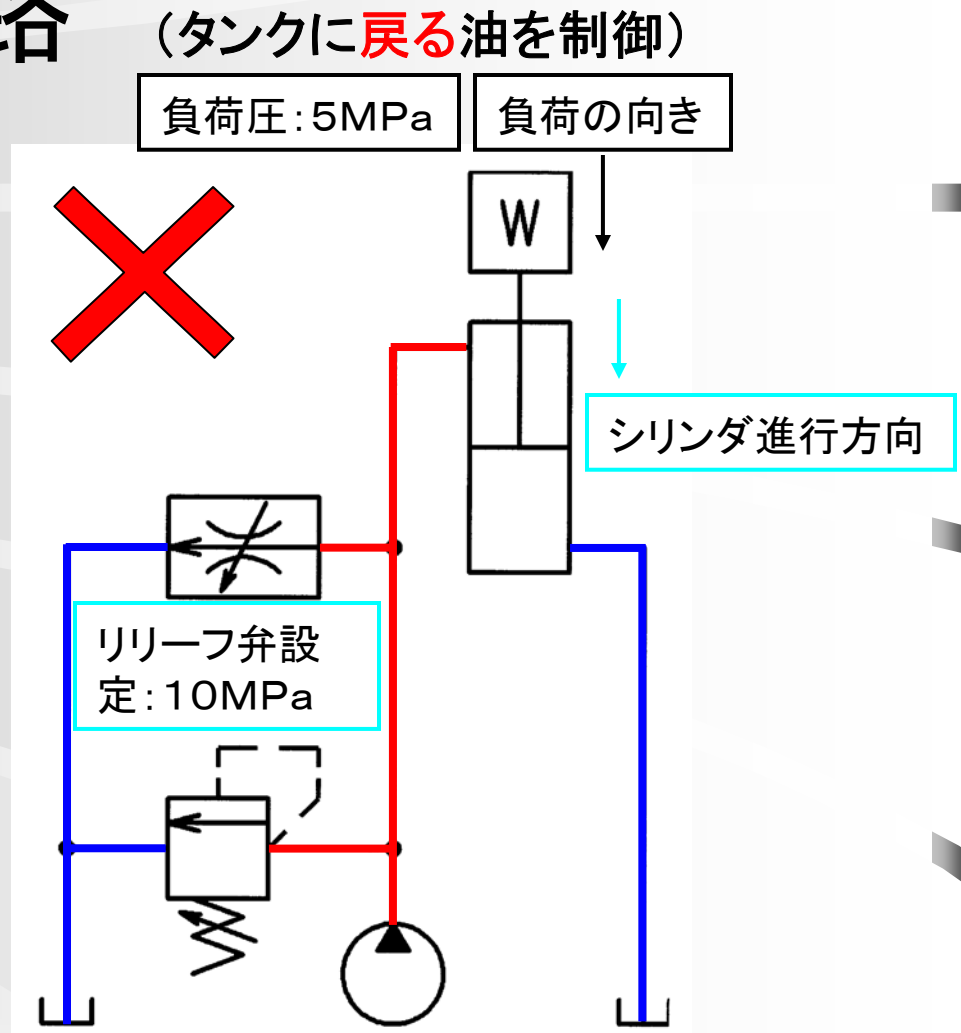 （タンクに戻る油を制御）
負荷圧：5MPa
負荷の向き
W
シリンダ進行方向
リリーフ弁設
定：10MPa